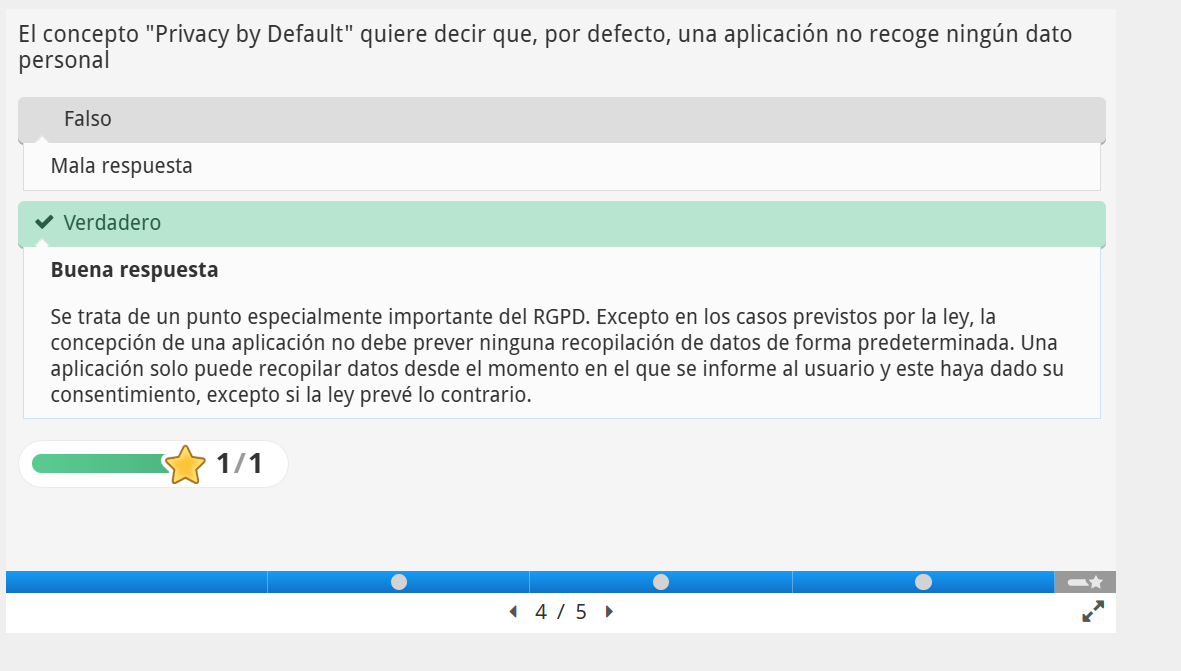 El concepto "Privacy by Default" quiere decir que, por defecto, una aplicación no recoge ningún dato
personal
Falso
Mala respuesta
Verdadero
Buena respuesta
Se trata de un punto especialmente importante del RGPD. Excepto en los casos previstos por la ley, la
concepción de una aplicación no debe prever ninguna recopilación de datos de forma predeterminada. Una
aplicación solo puede recopilar datos desde el momento en el que se informe al usuario y este haya dado su
consentimiento, excepto si la ley prevé lo contrario.
1/1
4 / 5